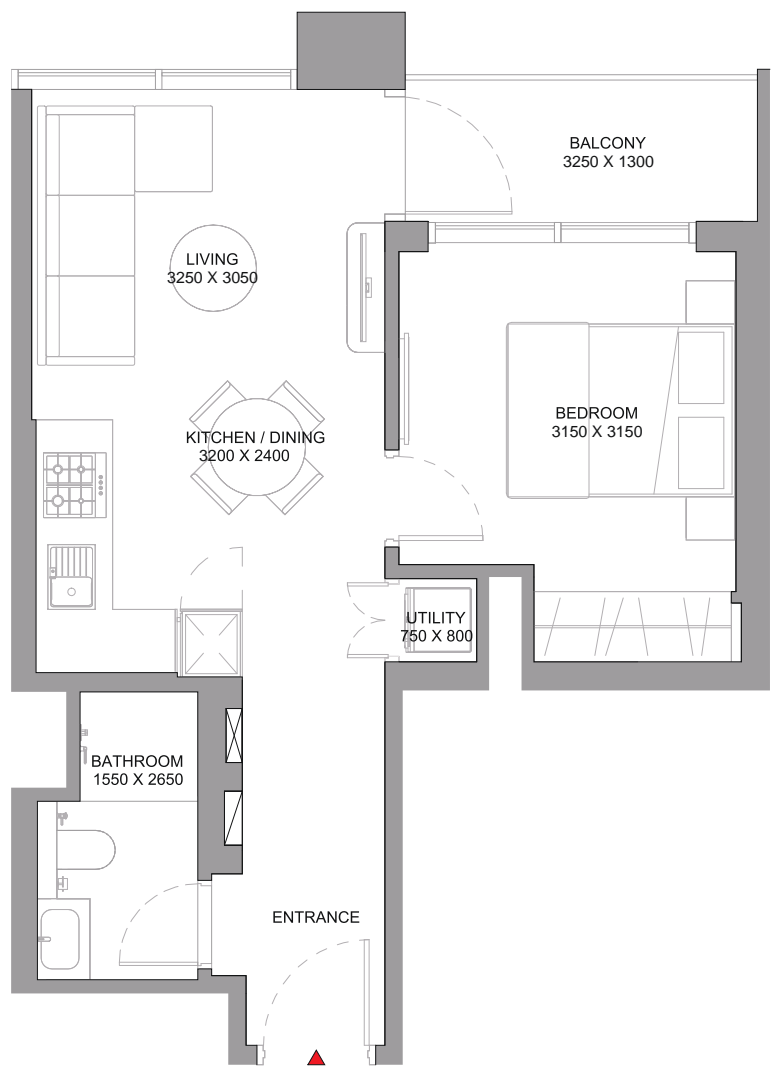 BALCONY
3250 X 1300
LIVING
3250 X 3050
BEDROOM
3150 X 3150
KITCHEN / DINING
3200 X 2400
UTILITY
750 X 800
BATHROOM
1550 X 2650
ENTRANCE